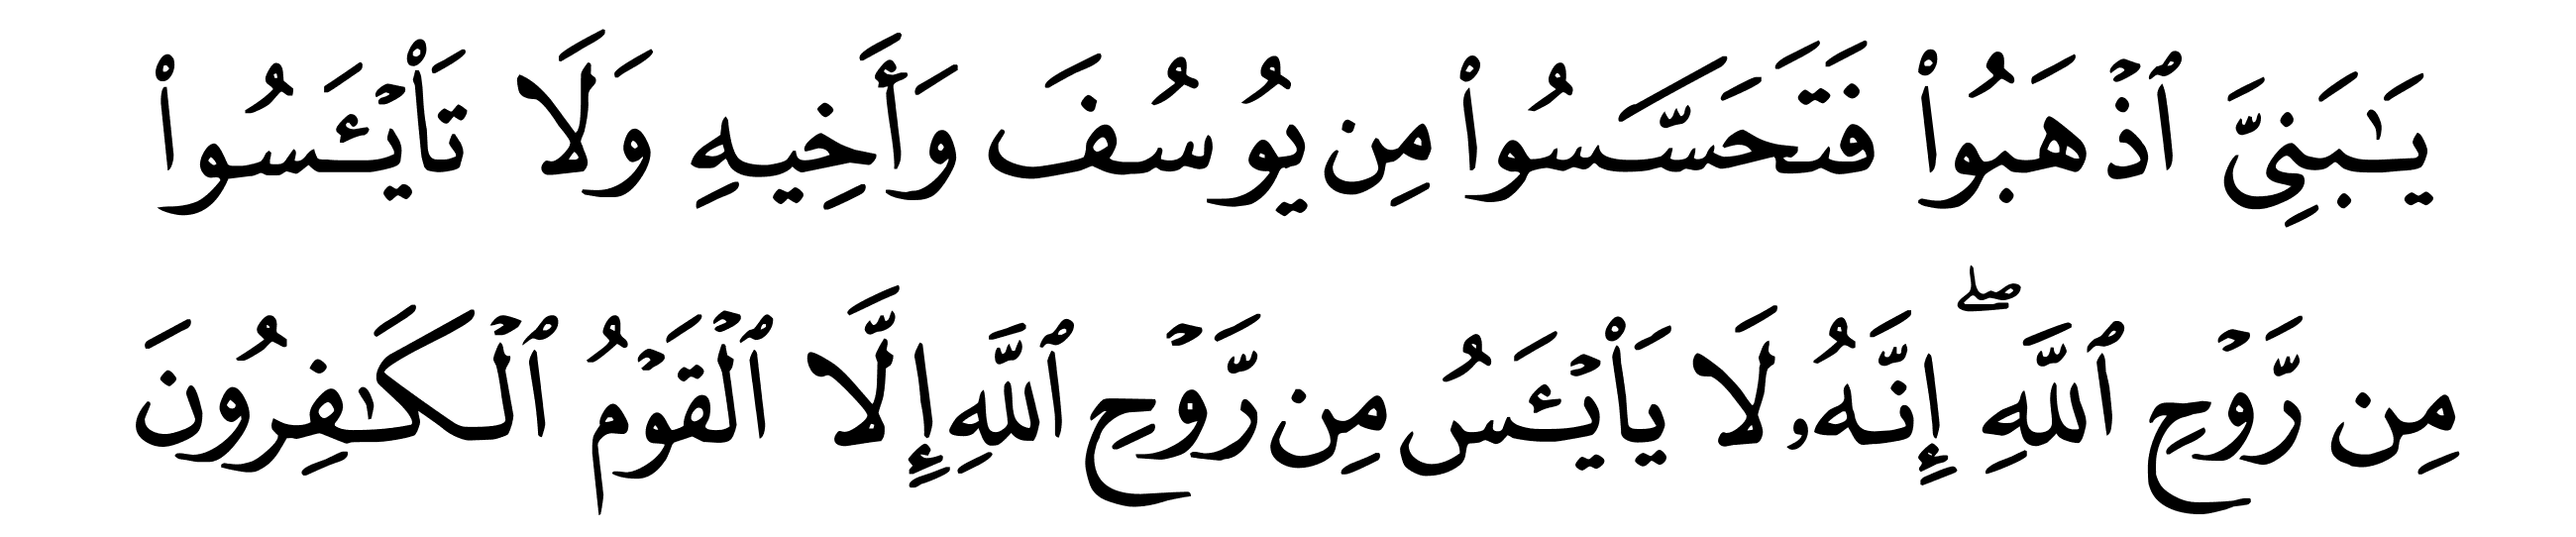 يَـٰبَنِىَّ ٱذْهَبُوا۟ فَتَحَسَّسُوا۟ مِن يُوسُفَ وَأَخِيهِ وَلَا تَا۟يْـَٔسُوا۟
مِن رَّوْحِ ٱللَّهِ ۖ إِنَّهُۥ لَا يَا۟يْـَٔسُ مِن رَّوْحِ ٱللَّهِ إِلَّا ٱلْقَوْمُ ٱلْكَـٰفِرُونَ